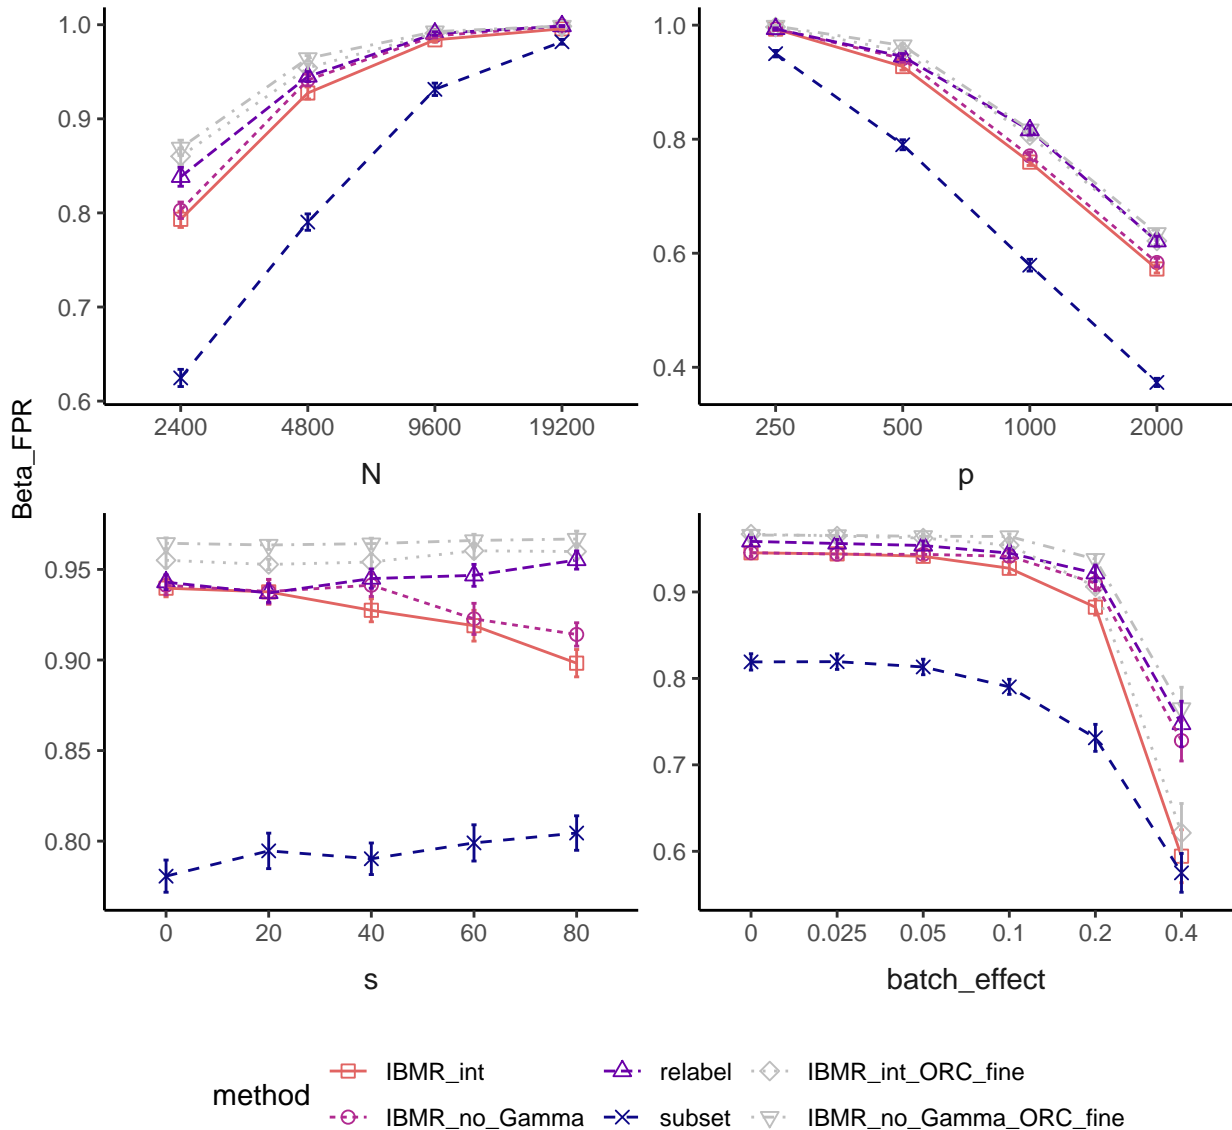 1.0
0.9
0.8
0.7
0.6
2400 4800 9600 19200
N
1.0
0.8
0.6
0.4
250 500 1000 2000
p
Beta_FPR
0.95
0.90
0.85
0.80
0 20 40 60 80
s
0.9
0.8
0.7
0.6
0 0.025 0.05 0.1 0.2 0.4
batch_effect
method
IBMR_int relabel IBMR_int_ORC_fine
IBMR_no_Gamma subset IBMR_no_Gamma_ORC_fine